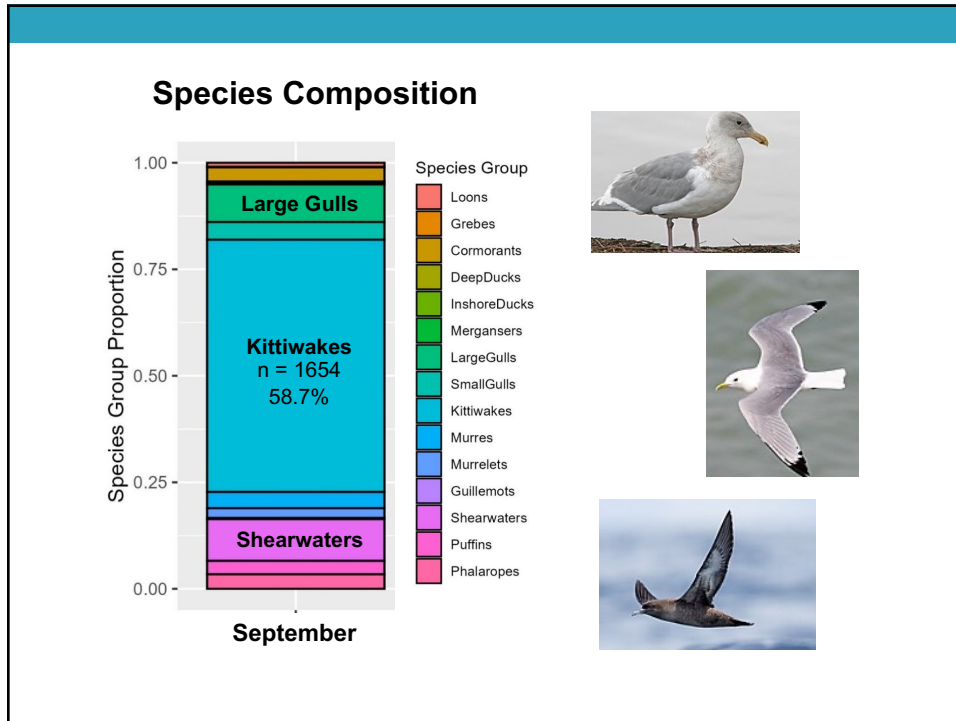 Species Composition
Species Group Proportion
1.00
0.75
0.50
0.25
0.00
Large Gulls
Kittiwakes
n = 1654
58.7%
Shearwaters
September
Species Group
Loons
Grebes
Cormorants
DeepDucks
InshoreDucks
Mergansers
LargeGulls
SmallGulls
Kittiwakes
Murres
Murrelets
Guillemots
Shearwaters
Puffins
Phalaropes